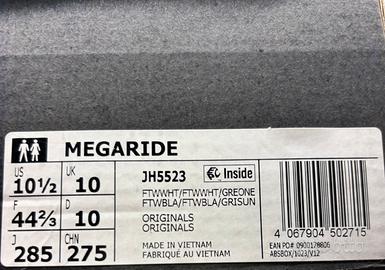 MEGARIDE
US 10½ UK 10
F 44⅔ D 10
J 285 CHN 275
JH5523 Inside
FTWWHT/FTWWHT/GREONE
FTWBLA/FTWBLA/GRISUN
ORIGINALS
ORIGINALS
MADE IN VIETNAM
FABRIQUÉ AU VIETNAM
4 067904 502715
EAN PO# 0900178806
ABSBOX/1023/V12